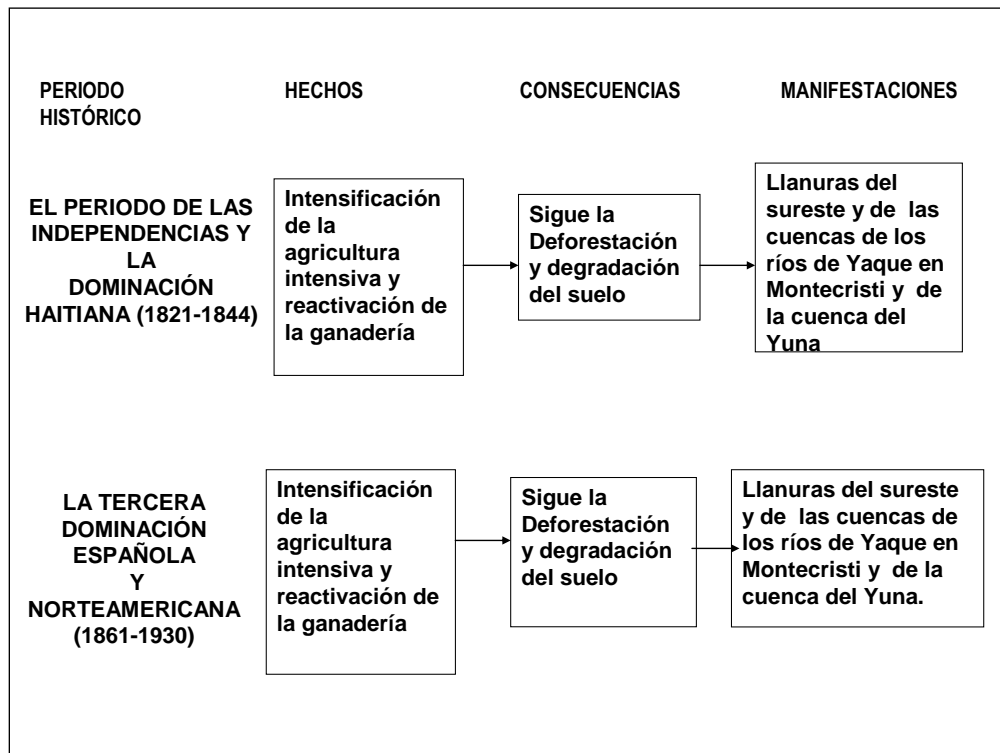 PERIODO
HISTÓRICO
HECHOS
CONSECUENCIAS
MANIFESTACIONES
EL PERIODO DE LAS
INDEPENDENCIAS Y
LA
DOMINACIÓN
HAITIANA (1821-1844)
Intensificación
de la
agricultura
intensiva y
reactivación de
la ganadería
Sigue la
Deforestación
y degradación
del suelo
Llanuras del
sureste y de las
cuencas de los
ríos de Yaque en
Montecristi y de
la cuenca del
Yuna
LA TERCERA
DOMINACIÓN
ESPAÑOLA
Y
NORTEAMERICANA
(1861-1930)
Intensificación
de la
agricultura
intensiva y
reactivación de
la ganadería
Sigue la
Deforestación
y degradación
del suelo
Llanuras del sureste
y de las cuencas de
los ríos de Yaque en
Montecristi y de la
cuenca del Yuna.